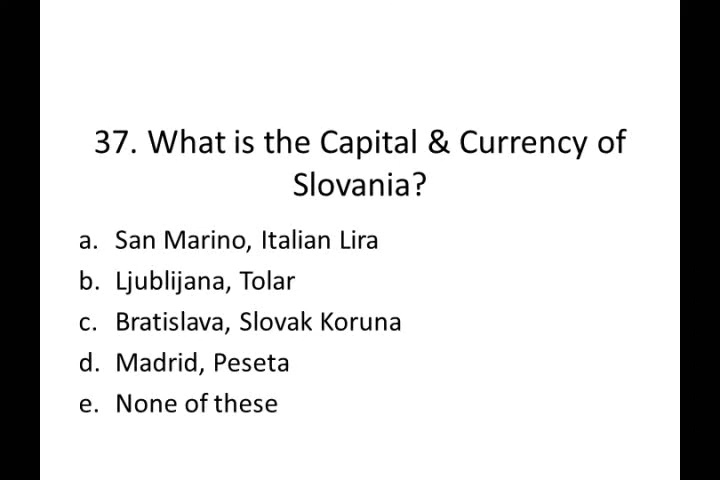 37. What is the Capital & Currency of
Slovania?
a. San Marino, Italian Lira
b. Ljublijana, Tolar
c. Bratislava, Slovak Koruna
d. Madrid, Peseta
e. None of these